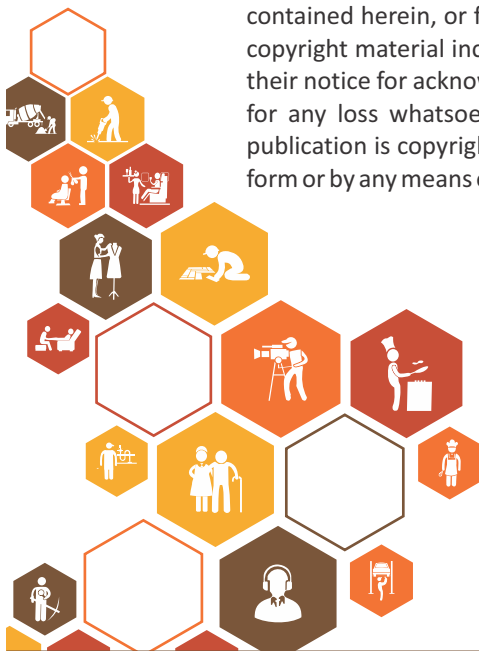 contained herein, or f
copyright material inc
their notice for acknow
for any loss whatsoe
publication is copyrigh
form or by any means